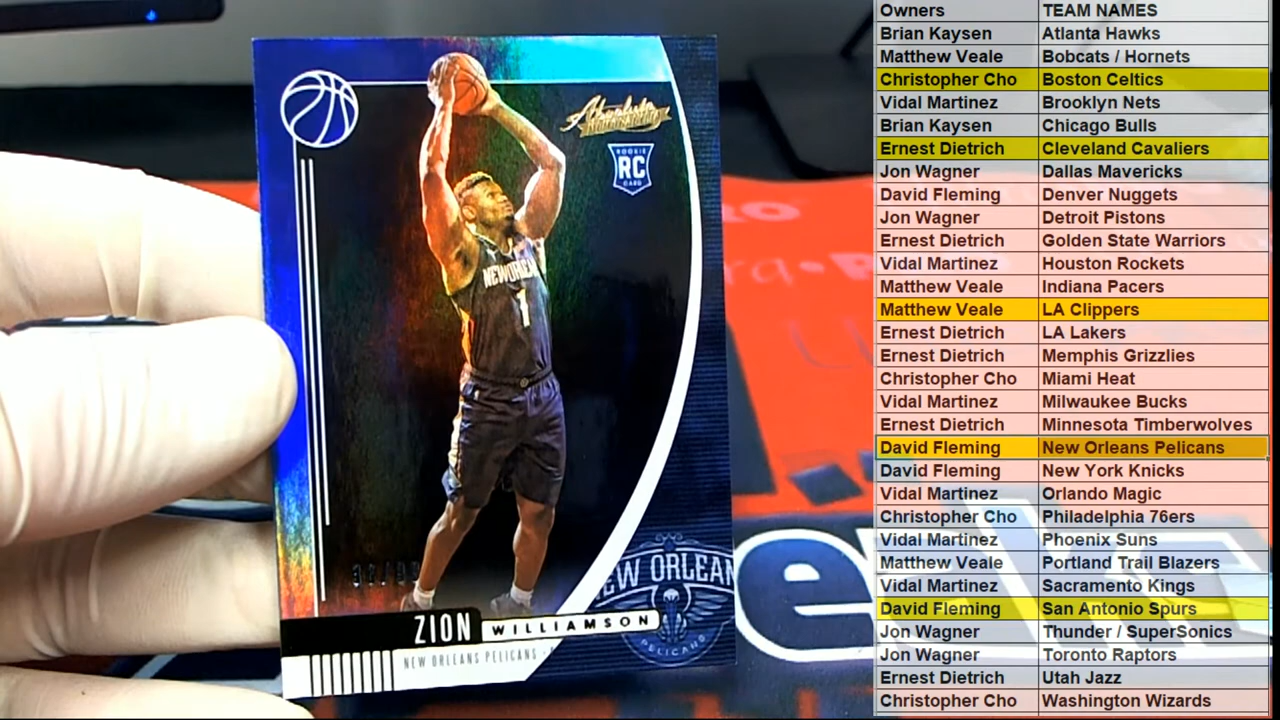 Absolute
Memorabilia
ROOKIE
RC
CARD
NEW ORLEANS
1
NEW ORLEANS
PELICANS
ZION WILLIAMSON
NEW ORLEANS PELICANS
Owners TEAM NAMES
Brian Kaysen Atlanta Hawks
Matthew Veale Bobcats / Hornets
Christopher Cho Boston Celtics
Vidal Martinez Brooklyn Nets
Brian Kaysen Chicago Bulls
Ernest Dietrich Cleveland Cavaliers
Jon Wagner Dallas Mavericks
David Fleming Denver Nuggets
Jon Wagner Detroit Pistons
Ernest Dietrich Golden State Warriors
Vidal Martinez Houston Rockets
Matthew Veale Indiana Pacers
Matthew Veale LA Clippers
Ernest Dietrich LA Lakers
Ernest Dietrich Memphis Grizzlies
Christopher Cho Miami Heat
Vidal Martinez Milwaukee Bucks
Ernest Dietrich Minnesota Timberwolves
David Fleming New Orleans Pelicans
David Fleming New York Knicks
Vidal Martinez Orlando Magic
Christopher Cho Philadelphia 76ers
Vidal Martinez Phoenix Suns
Matthew Veale Portland Trail Blazers
Vidal Martinez Sacramento Kings
David Fleming San Antonio Spurs
Jon Wagner Thunder / SuperSonics
Jon Wagner Toronto Raptors
Ernest Dietrich Utah Jazz
Christopher Cho Washington Wizards